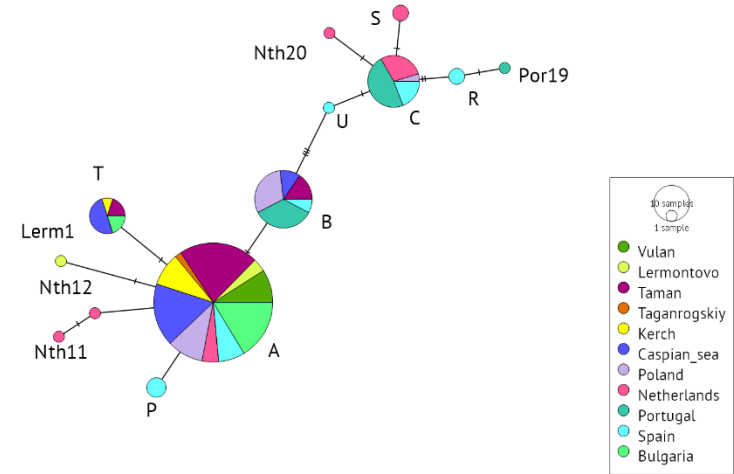 S
Nth20
Por19
R
C
U
T
B
Lerm1
Nth12
A
Nth11
P
10 samples
1 sample
Vulan
Lermontovo
Taman
Taganrogskiy
Kerch
Caspian_sea
Poland
Netherlands
Portugal
Spain
Bulgaria